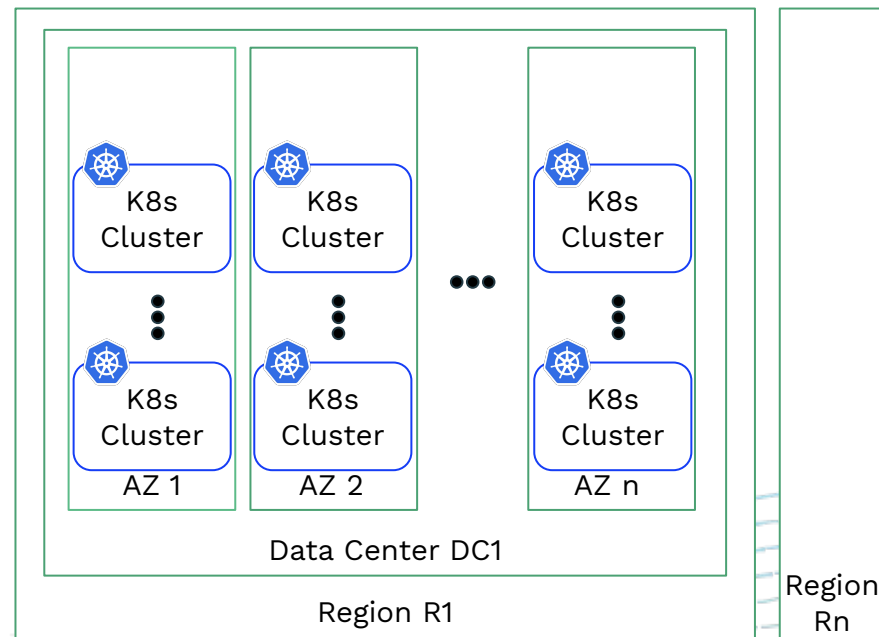 K8s
Cluster
K8s
Cluster
K8s
Cluster
K8s
Cluster
K8s
Cluster
K8s
Cluster
AZ 1
AZ 2
AZ n
Data Center DC1
Region R1
Region
Rn